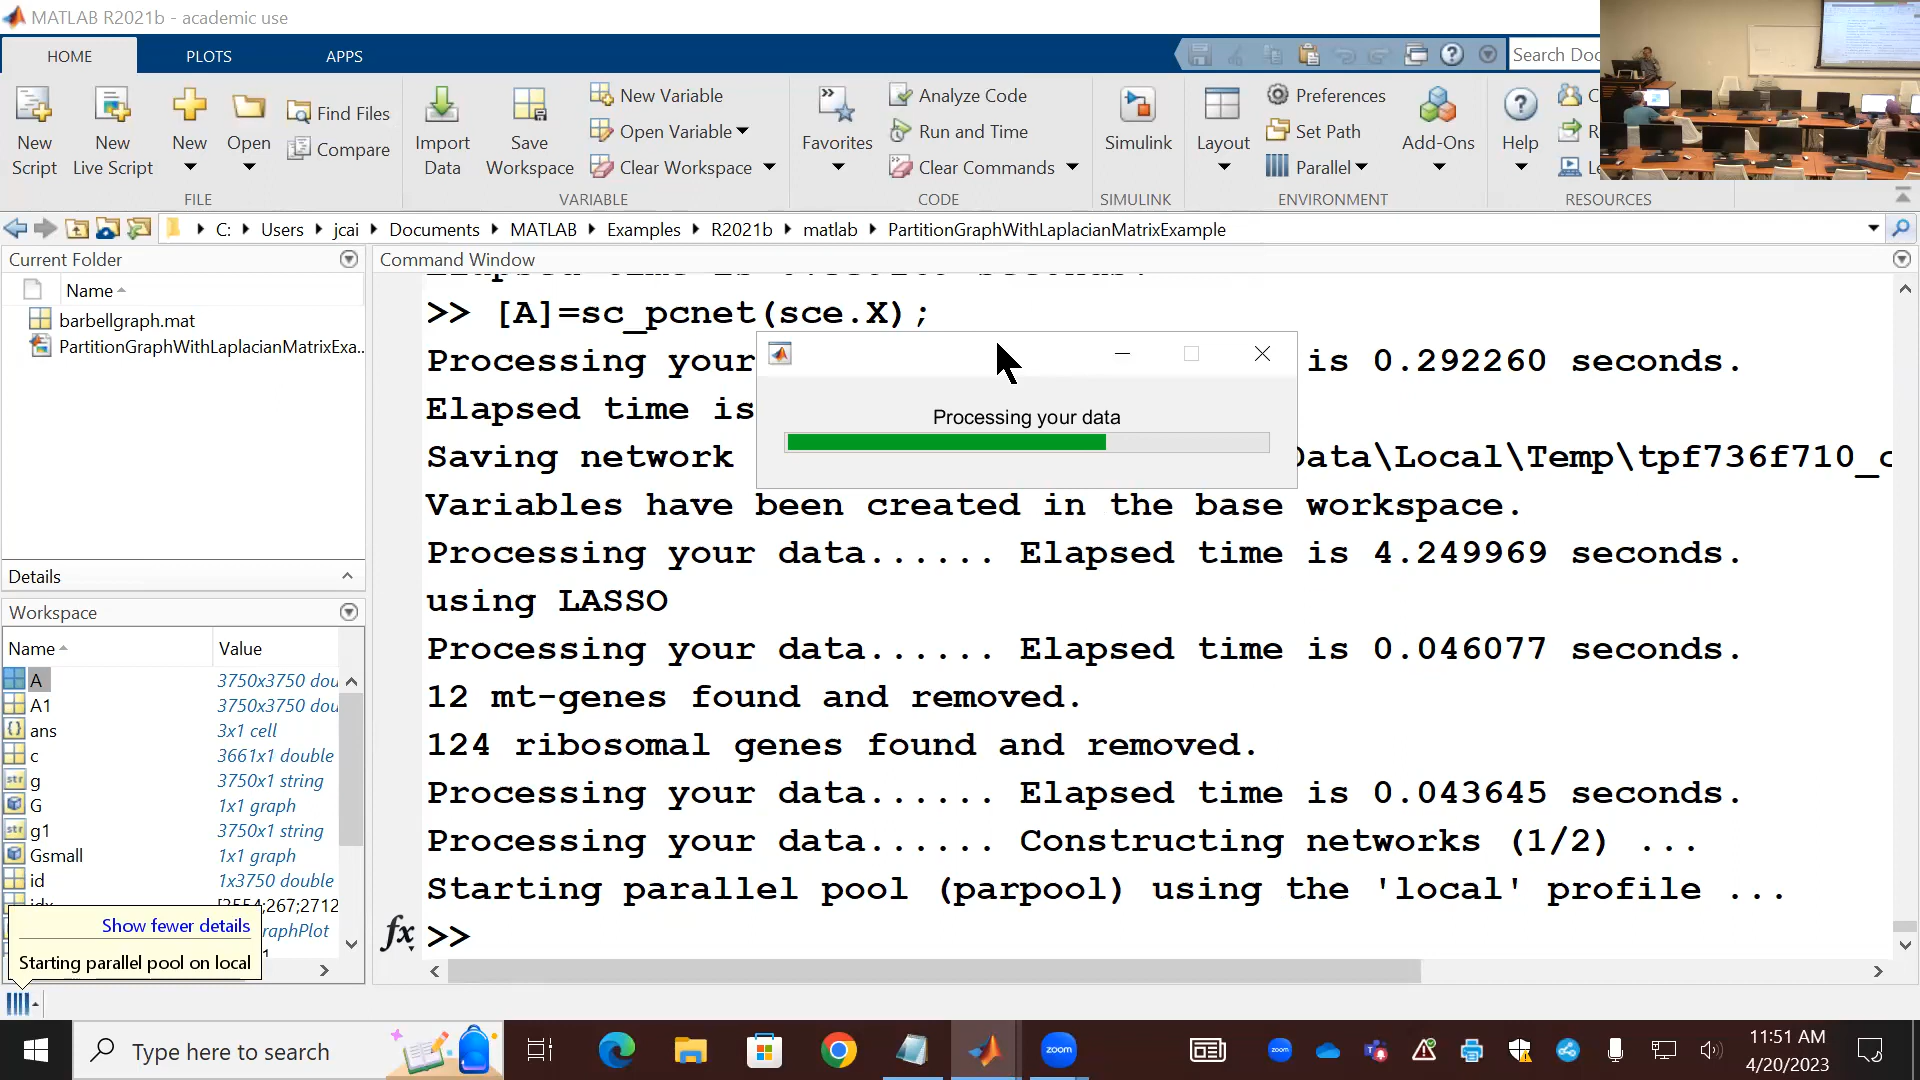 MATLAB R2021b - academic use
HOME
PLOTS
APPS
Search Doc
New Script
New Live Script
New
Open
Find Files
Compare
FILE
Import Data
Save Workspace
New Variable
Open Variable
Clear Workspace
VARIABLE
Favorites
Analyze Code
Run and Time
Clear Commands
CODE
Simulink
SIMULINK
Layout
Preferences
Set Path
Parallel
Add-Ons
ENVIRONMENT
Help
RESOURCES
C: Users jcai Documents MATLAB Examples R2021b matlab PartitionGraphWithLaplacianMatrixExample
Current Folder
Name
barbellgraph.mat
PartitionGraphWithLaplacianMatrixExa..
Details
Workspace
Name Value
A 3750x3750 dou
A1 3750x3750 dou
ans 3x1 cell
c 3661x1 double
g 3750x1 string
G 1x1 graph
g1 3750x1 string
Gsmall 1x1 graph
id 1x3750 double
[2554;267;2712
raphPlot
Show fewer details
Starting parallel pool on local
Command Window
>> [A]=sc_pcnet(sce.X);
Processing your is 0.292260 seconds.
Elapsed time is
Saving network Data\Local\Temp\tpf736f710_c
Variables have been created in the base workspace.
Processing your data...... Elapsed time is 4.249969 seconds.
using LASSO
Processing your data...... Elapsed time is 0.046077 seconds.
12 mt-genes found and removed.
124 ribosomal genes found and removed.
Processing your data...... Elapsed time is 0.043645 seconds.
Processing your data...... Constructing networks (1/2) ...
Starting parallel pool (parpool) using the 'local' profile ...
fx >>
Processing your data
Type here to search
zoom
zoom
11:51 AM
4/20/2023